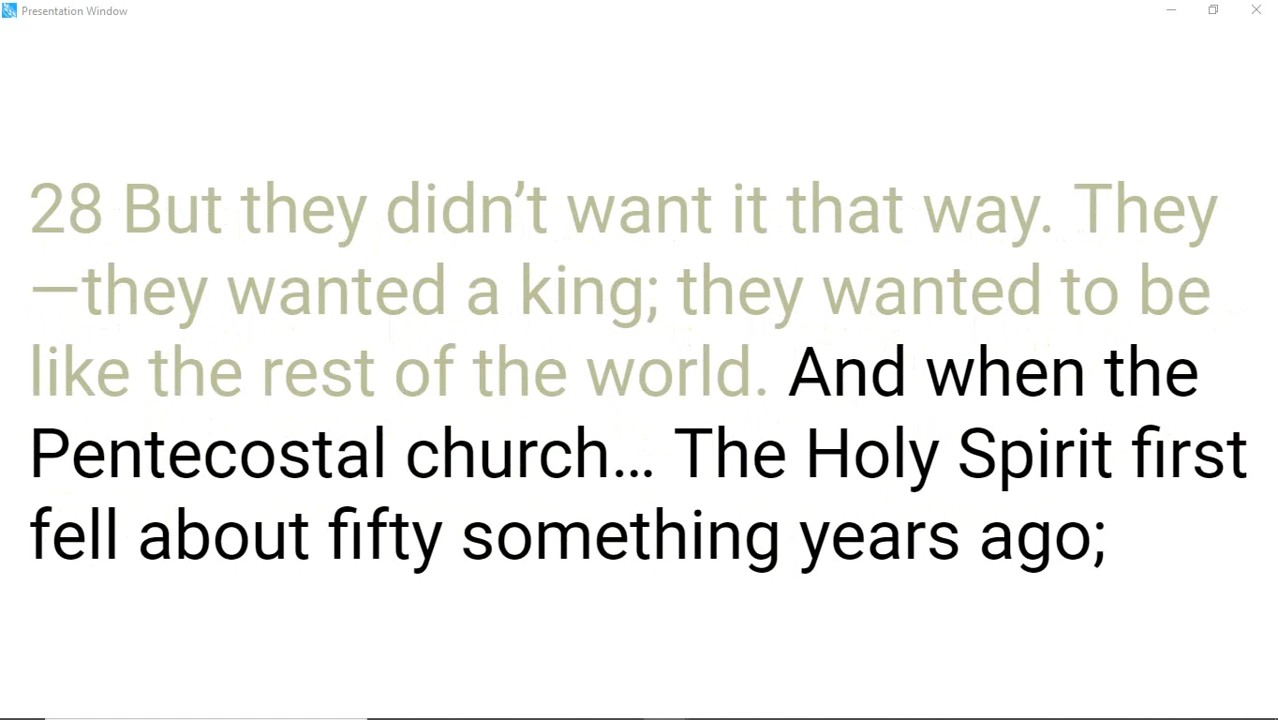 Presentation Window
28 But they didn’t want it that way. They
—they wanted a king; they wanted to be
like the rest of the world. And when the
Pentecostal church… The Holy Spirit first
fell about fifty something years ago;